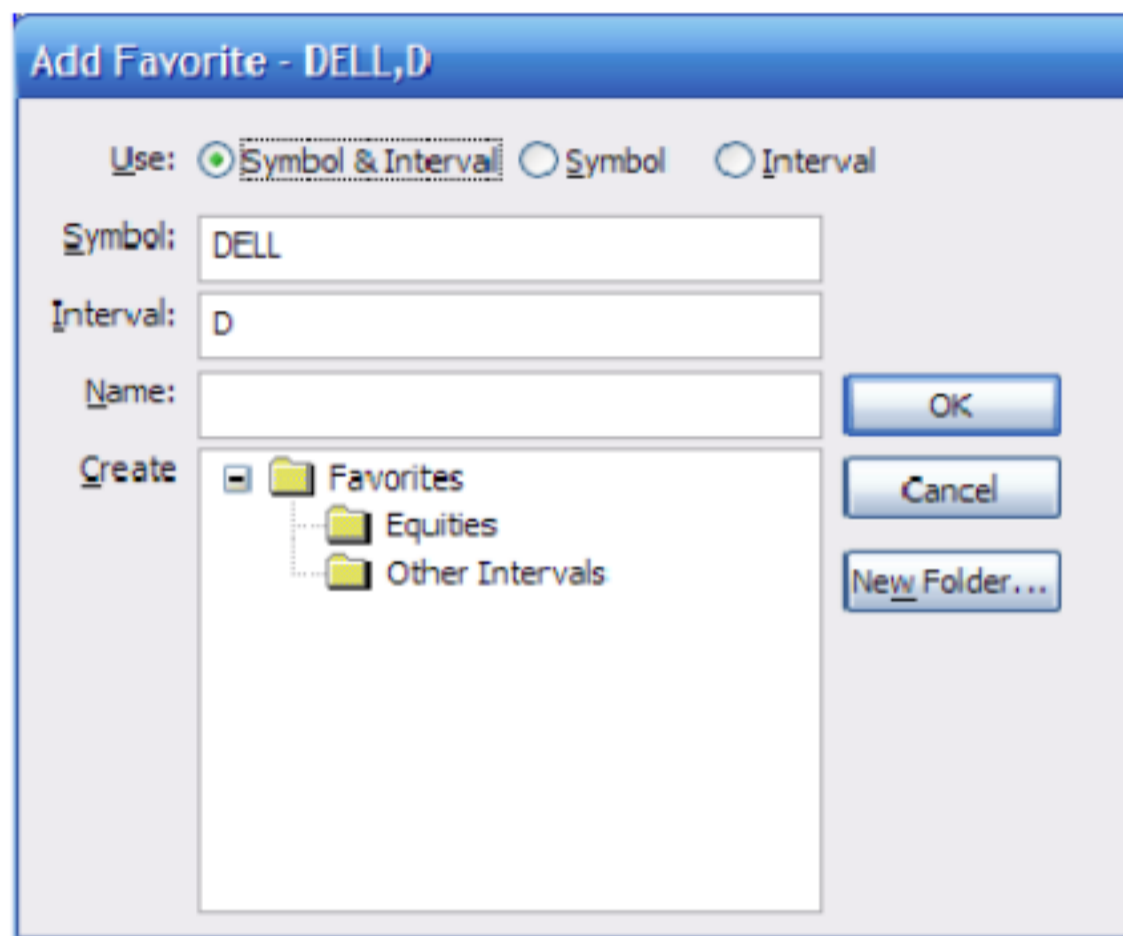 Add Favorite - DELL,D
Use: Symbol & Interval Symbol Interval
Symbol: DELL
Interval: D
Name:
OK
Create
Favorites
Cancel
Equities
Other Intervals
New Folder...